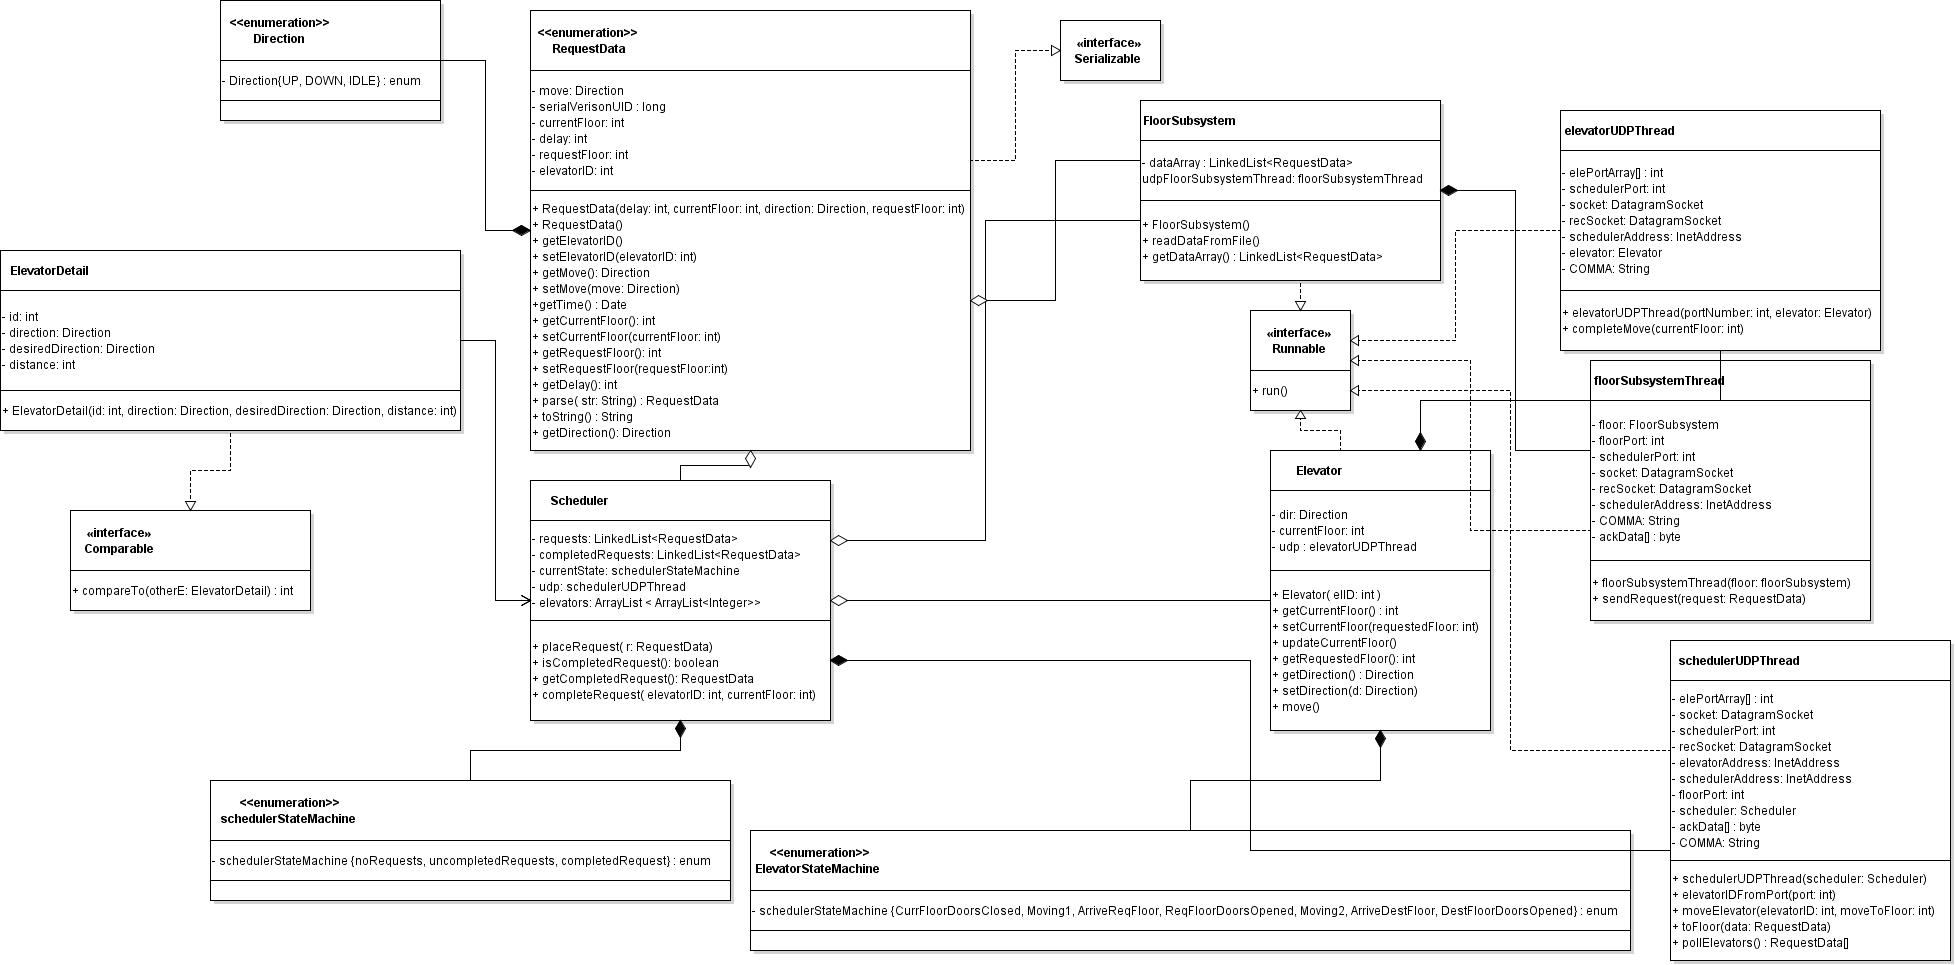 <<enumeration>>
Direction
- Direction{UP, DOWN, IDLE} : enum
<<enumeration>>
RequestData
- move: Direction
- serialVerisonUID : long
- currentFloor: int
- delay: int
- requestFloor: int
- elevatorID: int
+ RequestData(delay: int, currentFloor: int, direction: Direction, requestFloor: int)
+ RequestData()
+ getElevatorID()
+ setElevatorID(elevatorID: int)
+ getMove(): Direction
+ setMove(move: Direction)
+getTime() : Date
+ getCurrentFloor(): int
+ setCurrentFloor(currentFloor: int)
+ getRequestFloor(): int
+ setRequestFloor(requestFloor:int)
+ getDelay(): int
+ parse( str: String) : RequestData
+ toString() : String
+ getDirection(): Direction
«interface»
Serializable
FloorSubsystem
- dataArray : LinkedList<RequestData>
udpFloorSubsystemThread: floorSubsystemThread
+ FloorSubsystem()
+ readDataFromFile()
+ getDataArray() : LinkedList<RequestData>
elevatorUDPThread
- elePortArray[] : int
- schedulerPort: int
- socket: DatagramSocket
- recSocket: DatagramSocket
- schedulerAddress: InetAddress
- elevator: Elevator
- COMMA: String
+ elevatorUDPThread(portNumber: int, elevator: Elevator)
+ completeMove(currentFloor: int)
ElevatorDetail
- id: int
- direction: Direction
- desiredDirection: Direction
- distance: int
+ ElevatorDetail(id: int, direction: Direction, desiredDirection: Direction, distance: int)
«interface»
Runnable
+ run()
floorSubsystemThread
- floor: FloorSubsystem
- floorPort: int
- schedulerPort: int
- socket: DatagramSocket
- recSocket: DatagramSocket
- schedulerAddress: InetAddress
- COMMA: String
- ackData[] : byte
+ floorSubsystemThread(floor: floorSubsystem)
+ sendRequest(request: RequestData)
«interface»
Comparable
+ compareTo(otherE: ElevatorDetail) : int
Scheduler
- requests: LinkedList<RequestData>
- completedRequests: LinkedList<RequestData>
- currentState: schedulerStateMachine
- udp: schedulerUDPThread
- elevators: ArrayList < ArrayList<Integer>>
+ placeRequest( r: RequestData)
+ isCompletedRequest(): boolean
+ getCompletedRequest(): RequestData
+ completeRequest( elevatorID: int, currentFloor: int)
Elevator
- dir: Direction
- currentFloor: int
- udp : elevatorUDPThread
+ Elevator( elID: int )
+ getCurrentFloor() : int
+ setCurrentFloor(requestedFloor: int)
+ updateCurrentFloor()
+ getRequestedFloor(): int
+ getDirection() : Direction
+ setDirection(d: Direction)
+ move()
schedulerUDPThread
- elePortArray[] : int
- socket: DatagramSocket
- schedulerPort: int
- recSocket: DatagramSocket
- elevatorAddress: InetAddress
- schedulerAddress: InetAddress
- floorPort: int
- scheduler: Scheduler
- ackData[] : byte
- COMMA: String
+ schedulerUDPThread(scheduler: Scheduler)
+ elevatorIDFromPort(port: int)
+ moveElevator(elevatorID: int, moveToFloor: int)
+ toFloor(data: RequestData)
+ pollElevators() : RequestData[]
<<enumeration>>
schedulerStateMachine
- schedulerStateMachine {noRequests, uncompletedRequests, completedRequest} : enum
<<enumeration>>
ElevatorStateMachine
- schedulerStateMachine {CurrFloorDoorsClosed, Moving1, ArriveReqFloor, ReqFloorDoorsOpened, Moving2, ArriveDestFloor, DestFloorDoorsOpened} : enum